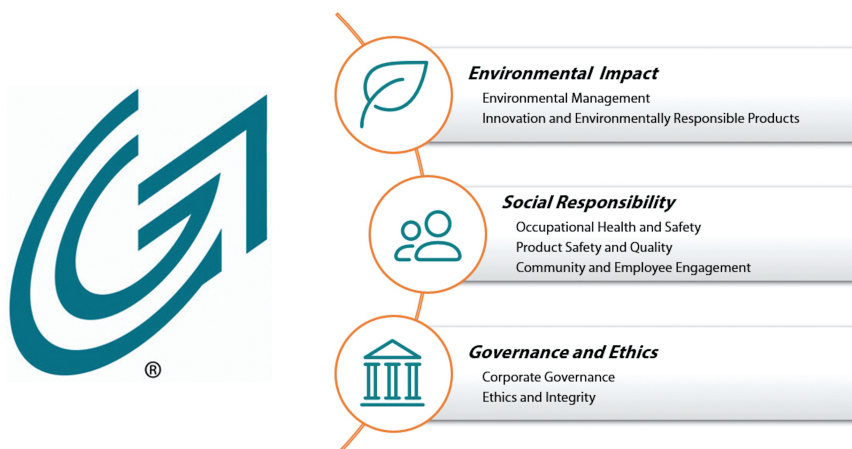 ®
Environmental Impact
Environmental Management
Innovation and Environmentally Responsible Products
Social Responsibility
Occupational Health and Safety
Product Safety and Quality
Community and Employee Engagement
Governance and Ethics
Corporate Governance
Ethics and Integrity